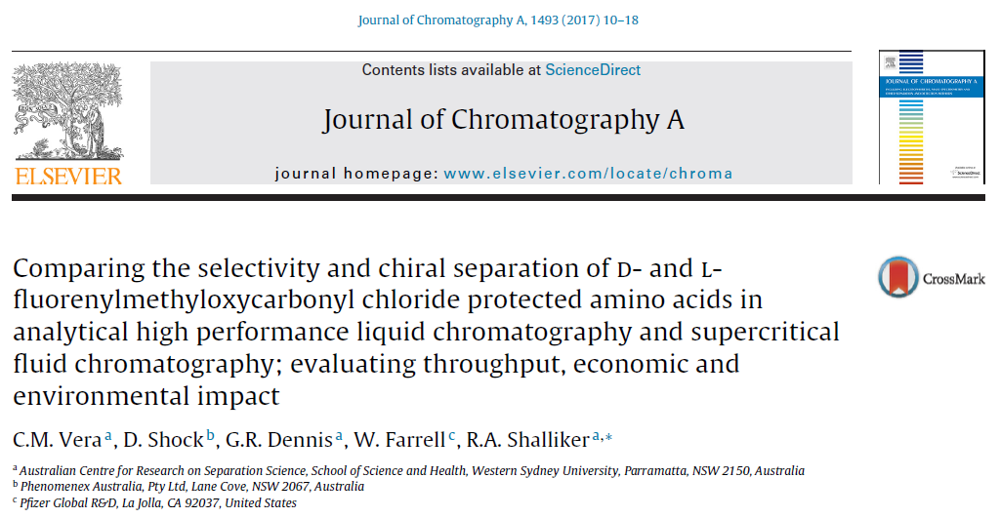 Journal of Chromatography A, 1493 (2017) 10–18
Contents lists available at ScienceDirect
Journal of Chromatography A
journal homepage: www.elsevier.com/locate/chroma
ELSEVIER
JOURNAL OF CHROMATOGRAPHY A
ScienceDirect
Comparing the selectivity and chiral separation of D- and L-
fluorenylmethyloxycarbonyl chloride protected amino acids in
analytical high performance liquid chromatography and supercritical
fluid chromatography; evaluating throughput, economic and
environmental impact
CrossMark
C.M. Vera a, D. Shock b, G.R. Dennis a, W. Farrell c, R.A. Shalliker a,∗
a Australian Centre for Research on Separation Science, School of Science and Health, Western Sydney University, Parramatta, NSW 2150, Australia
b Phenomenex Australia, Pty Ltd, Lane Cove, NSW 2067, Australia
c Pfizer Global R&D, La Jolla, CA 92037, United States